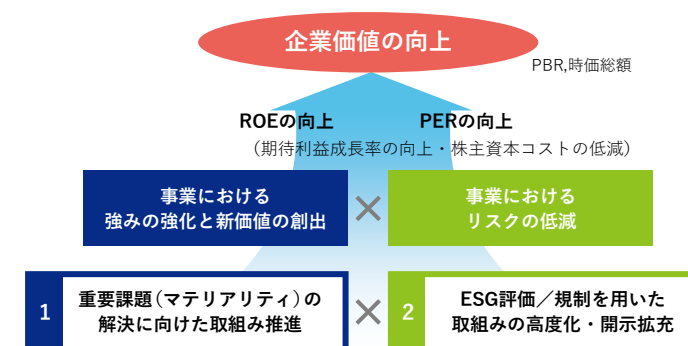 企業価値の向上
PBR,時価総額
ROEの向上
PERの向上
(期待利益成長率の向上・株主資本コストの低減)
事業における
強みの強化と新価値の創出
×
事業における
リスクの低減
1
重要課題(マテリアリティ)の
解決に向けた取組み推進
×
2
ESG評価／規制を用いた
取組みの高度化・開示拡充